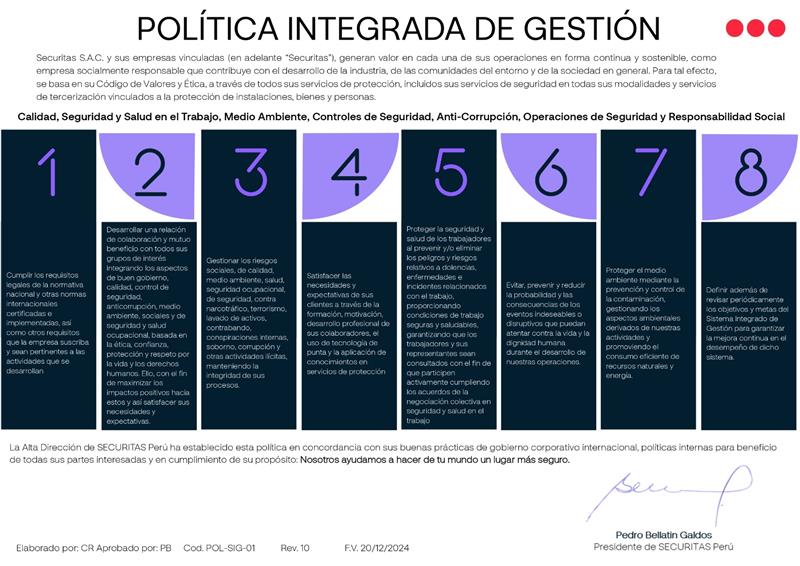 POLÍTICA INTEGRADA DE GESTIÓN
Securitas S.A.C. y sus empresas vinculadas (en adelante "Securitas"), generan valor en cada una de sus operaciones en forma continua y sostenible, como
empresa socialmente responsable que contribuye con el desarrollo de la industria, de las comunidades del entorno y de la sociedad en general. Para tal efecto,
se basa en su Código de Valores y Ética, a través de todos sus servicios de protección, incluidos sus servicios de seguridad en todas sus modalidades y servicios
de tercerización vinculados a la protección de instalaciones, bienes y personas.
Calidad, Seguridad y Salud en el Trabajo, Medio Ambiente, Controles de Seguridad, Anti-Corrupción, Operaciones de Seguridad y Responsabilidad Social
1
Cumplir los requisitos
legales de la normativa
nacional y otras normas
internacionales
certificadas e
implementadas, así
como otros requisitos
que la empresa suscriba
y sean pertinentes a las
actividades que se
desarrollan
2
Desarrollar una relación
de colaboración y mutuo
beneficio con todos sus
grupos de interés
integrando los aspectos
de buen gobierno,
calidad, control de
seguridad,
anticorrupción, medio
ambiente, sociales y de
seguridad y salud
ocupacional, basada en
la ética, confianza,
protección y respeto por
la vida y los derechos
humanos. Ello, con el fin
de maximizar los
impactos positivos hacia
estos y así satisfacer sus
necesidades y
expectativas.
3
Gestionar los riesgos
sociales, de calidad,
medio ambiente, salud,
seguridad ocupacional,
de seguridad, contra
narcotráfico, terrorismo,
lavado de activos,
contrabando,
conspiraciones internas,
soborno, corrupción y
otras actividades ilícitas,
manteniendo la
integridad de sus
procesos.
4
Satisfacer las
necesidades y
expectativas de sus
clientes a través de la
formación, motivación,
desarrollo profesional de
sus colaboradores, el
uso de tecnología de
punta y la aplicación de
conocimientos en
servicios de protección
5
Proteger la seguridad y
salud de los trabajadores
al prevenir y/o eliminar
los peligros y riesgos
relativos a dolencias,
enfermedades e
incidentes relacionados
con el trabajo,
proporcionando
condiciones de trabajo
seguras y saludables,
garantizando que los
trabajadores y sus
representantes sean
consultados con el fin de
que participen
activamente cumpliendo
los acuerdos de la
negociación colectiva en
seguridad y salud en el
trabajo
6
Evitar, prevenir y reducir
la probabilidad y las
consecuencias de los
eventos indeseables o
disruptivos que puedan
atentar contra la vida y la
dignidad humana
durante el desarrollo de
nuestras operaciones.
7
Proteger el medio
ambiente mediante la
prevención y control de
la contaminación,
gestionando los
aspectos ambientales
derivados de nuestras
actividades y
promoviendo el
consumo eficiente de
recursos naturales y
energía.
8
Definir además de
revisar periódicamente
los objetivos y metas del
Sistema Integrado de
Gestión para garantizar
la mejora continua en el
desempeño de dicho
sistema.
La Alta Dirección de SECURITAS Perú ha establecido esta política en concordancia con sus buenas prácticas de gobierno corporativo internacional, políticas internas para beneficio
de todas sus partes interesadas y en cumplimiento de su propósito: Nosotros ayudamos a hacer de tu mundo un lugar más seguro.
Pedro Bellatin Galdos
Presidente de SECURITAS Perú
Elaborado por: CR Aprobado por: PB Cod. POL-SIG-01 Rev. 10 F.V. 20/12/2024